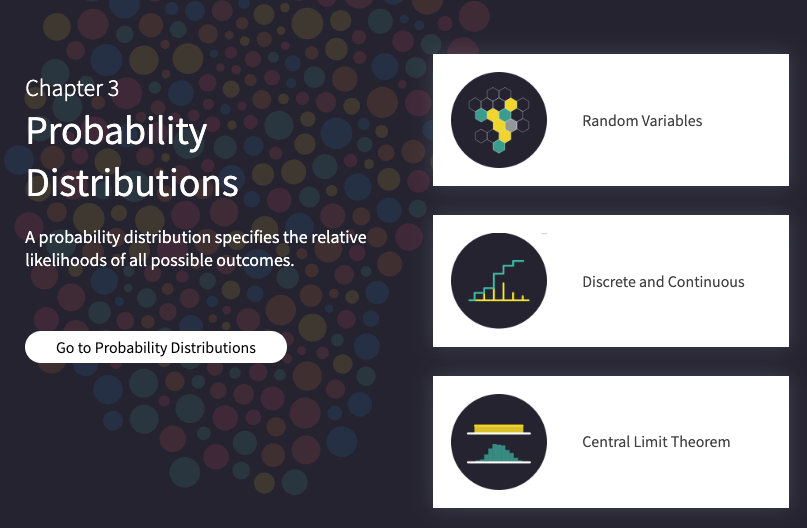 Chapter 3
Probability
Distributions
A probability distribution specifies the relative
likelihoods of all possible outcomes.
Go to Probability Distributions
Random Variables
Discrete and Continuous
Central Limit Theorem